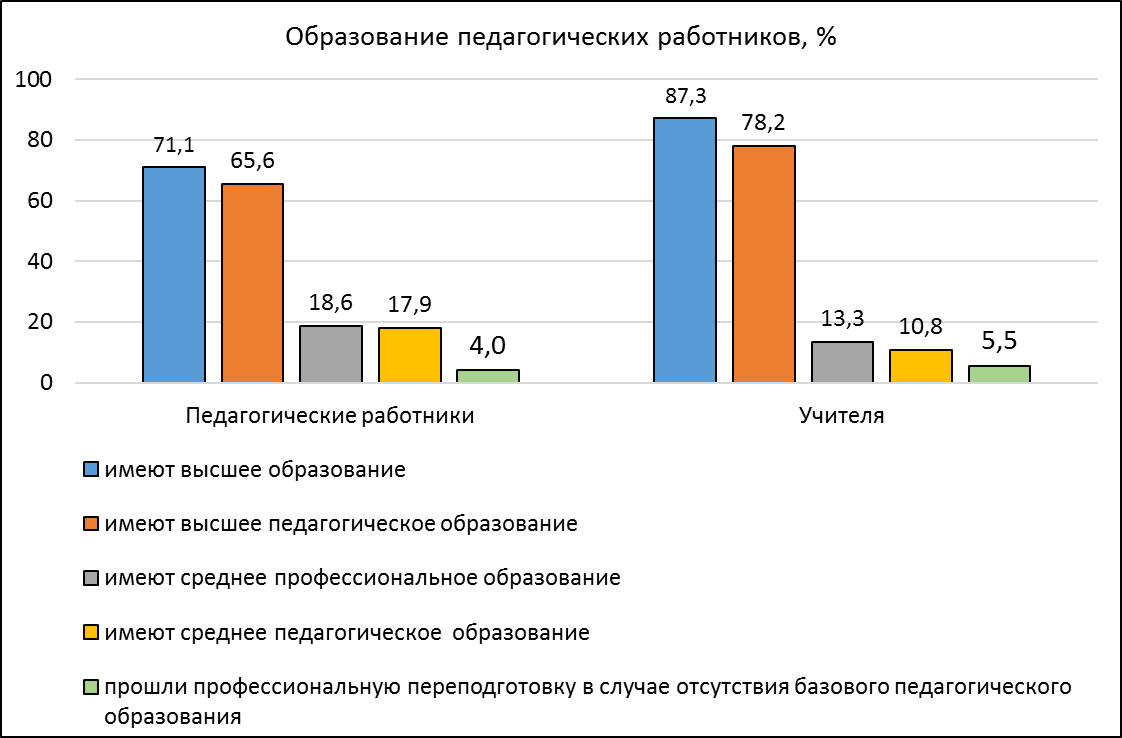 Образование педагогических работников, %
100
80
60
40
20
0
71,1
65,6
18,6
17,9
4,0
87,3
78,2
13,3
10,8
5,5
Педагогические работники
Учителя
имеют высшее образование
имеют высшее педагогическое образование
имеют среднее профессиональное образование
имеют среднее педагогическое образование
прошли профессиональную переподготовку в случае отсутствия базового педагогического
образования